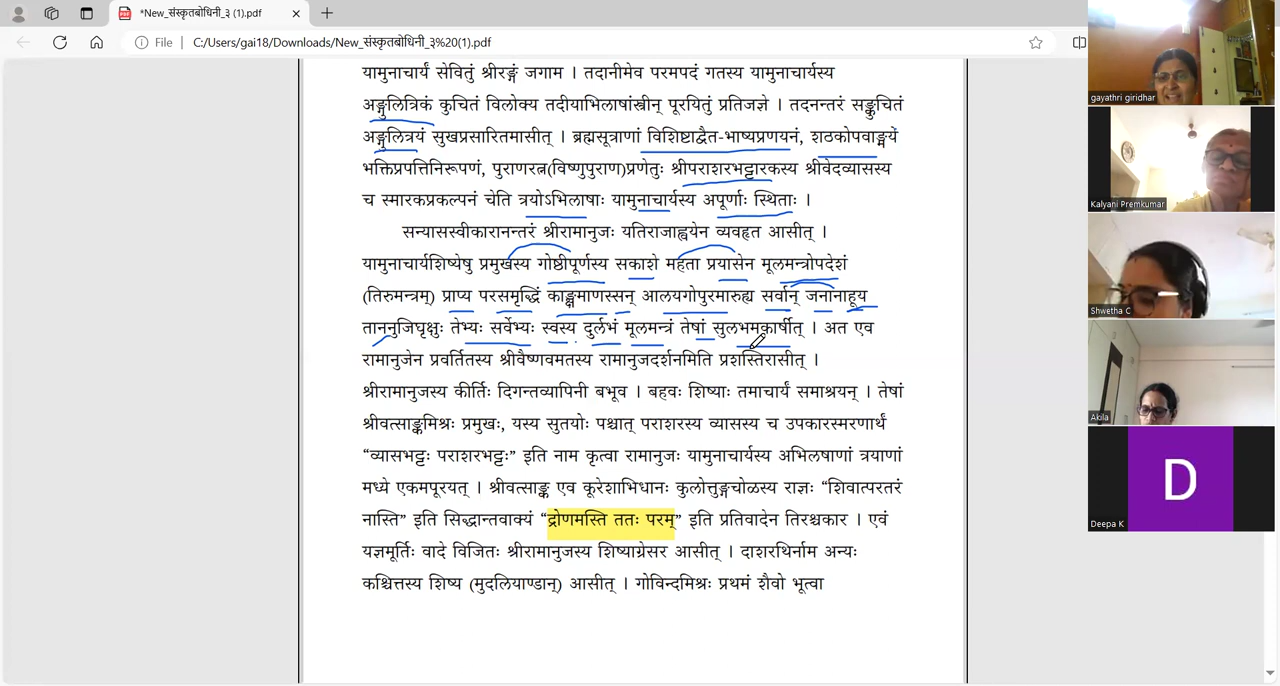 *New_संस्कृतबोधिनी_३ (1).pdf
File | C:/Users/gai18/Downloads/New_संस्कृतबोधिनी_३%20(1).pdf
यामुनाचार्यं सेवितुं श्रीरङ्गं जगाम । तदानीमेव परमपदं गतस्य यामुनाचार्यस्य
अङ्गुलित्रिकं कुचितं विलोक्य तदीयाभिलाषांस्त्रीन् पूरयितुं प्रतिजज्ञे । तदनन्तरं सङ्कुचितं
अङ्गुलित्रयं सुखप्रसारितमासीत् । ब्रह्मसूत्राणां विशिष्टाद्वैत-भाष्यप्रणयनं, शठकोपवाङ्मये
भक्तिप्रपत्तिनिरूपणं, पुराणरत्न(विष्णुपुराण)प्रणेतुः श्रीपराशरभट्टारकस्य श्रीवेदव्यासस्य
च स्मारकप्रकल्पनं चेति त्रयोऽभिलाषाः यामुनाचार्यस्य अपूर्णाः स्थिताः ।
सन्यासस्वीकारानन्तरं श्रीरामानुजः यतिराजाह्वयेन व्यवहृत आसीत् ।
यामुनाचार्यशिष्येषु प्रमुखस्य गोष्ठीपूर्णस्य सकाशे महता प्रयासेन मूलमन्त्रोपदेशं
(तिरुमन्त्रम्) प्राप्य परसमृद्धिं काङ्क्षमाणस्सन् आलयगोपुरमारुह्य सर्वान् जनानाहूय
ताननुजिघृक्षुः तेभ्यः सर्वेभ्यः स्वस्य दुर्लभं मूलमन्त्रं तेषां सुलभमकार्षीत् । अत एव
रामानुजेन प्रवर्तितस्य श्रीवैष्णवमतस्य रामानुजदर्शनमिति प्रशस्तिरासीत् ।
श्रीरामानुजस्य कीर्तिः दिगन्तव्यापिनी बभूव । बहवः शिष्याः तमाचार्यं समाश्रयन् । तेषां
श्रीवत्साङ्कमिश्रः प्रमुखः, यस्य सुतयोः पश्चात् पराशरस्य व्यासस्य च उपकारस्मरणार्थं
“व्यासभट्टः पराशरभट्टः” इति नाम कृत्वा रामानुजः यामुनाचार्यस्य अभिलषाणां त्रयाणां
मध्ये एकमपूरयत् । श्रीवत्साङ्क एव कूरेशाभिधानः कुलोत्तुङ्गचोळस्य राज्ञः “शिवात्परतरं
नास्ति” इति सिद्धान्तवाक्यं “द्रोणमस्ति ततः परम्” इति प्रतिवादेन तिरश्चकार । एवं
यज्ञमूर्तिः वादे विजितः श्रीरामानुजस्य शिष्याग्रेसर आसीत् । दाशरथिर्नाम अन्यः
कश्चित्तस्य शिष्य (मुदलियाण्डान्) आसीत् । गोविन्दमिश्रः प्रथमं शैवो भूत्वा
gayathri giridhar
Kalyani Premkumar
Shwetha C
Akila
D
Deepa K